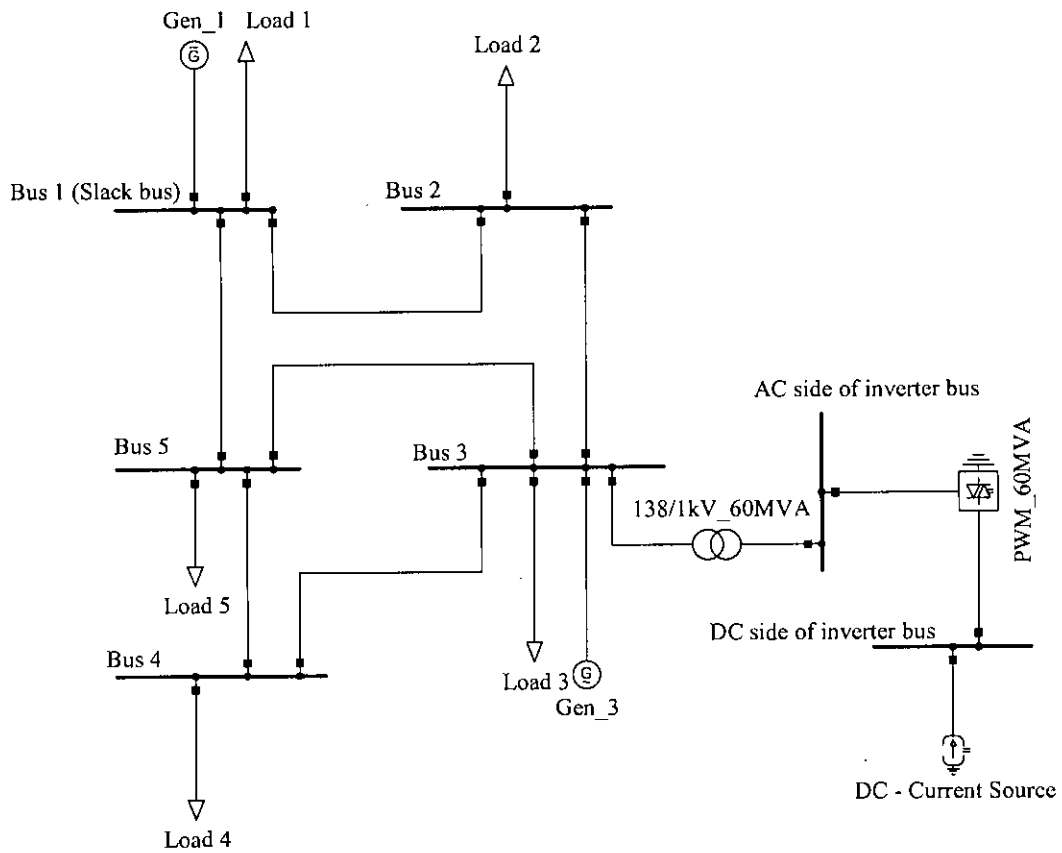 Gen_1
Load 1
Load 2
G
Bus 1 (Slack bus)
Bus 2
AC side of inverter bus
Bus 5
Bus 3
138/1kV_60MVA
PWM_60MVA
Load 5
DC side of inverter bus
Bus 4
Load 3
G
Gen_3
DC - Current Source
Load 4